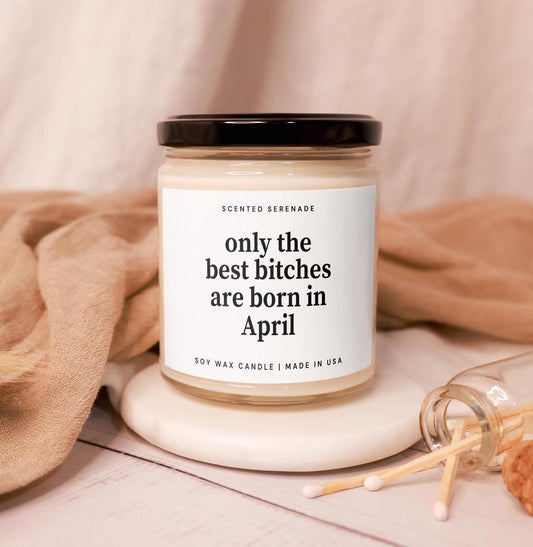 SCENTED SERENADE
only the
best bitches
are born in
April
SOY WAX CANDLE | MADE IN USA